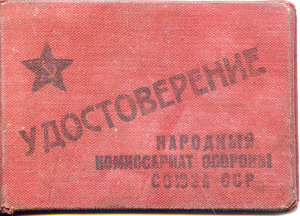 УДОСТОВЕРЕНИЕ
НАРОДНЫЙ
КОМИССАРИАТ ОБОРОНЫ
СОЮЗА ССР